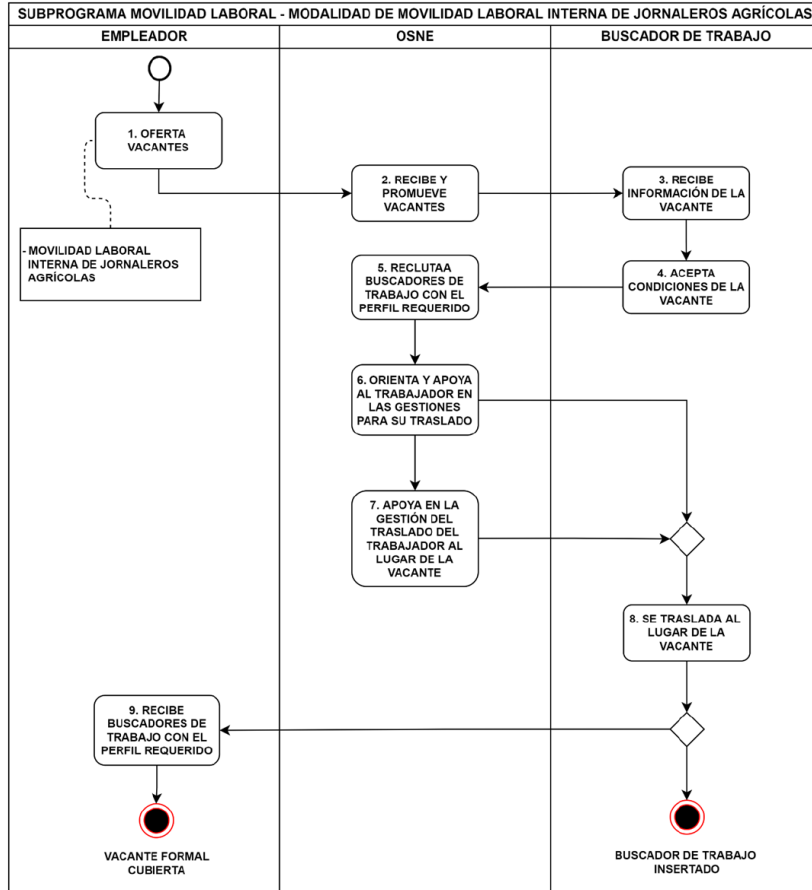 SUBPROGRAMA MOVILIDAD LABORAL - MODALIDAD DE MOVILIDAD LABORAL INTERNA DE JORNALEROS AGRÍCOLAS
EMPLEADOR
OSNE
BUSCADOR DE TRABAJO
1. OFERTA
VACANTES
2. RECIBE Y
PROMUEVE
VACANTES
3. RECIBE
INFORMACIÓN DE LA
VACANTE
- MOVILIDAD LABORAL
INTERNA DE JORNALEROS
AGRÍCOLAS
4. ACEPTA
CONDICIONES DE LA
VACANTE
5. RECLUTAA
BUSCADORES DE
TRABAJO CON EL
PERFIL REQUERIDO
6. ORIENTA Y APOYA
AL TRABAJADOR EN
LAS GESTIONES
PARA SU TRASLADO
7. APOYA EN LA
GESTIÓN DEL
TRASLADO DEL
TRABAJADOR AL
LUGAR DE LA
VACANTE
8. SE TRASLADA AL
LUGAR DE LA
VACANTE
9. RECIBE
BUSCADORES DE
TRABAJO CON EL
PERFIL REQUERIDO
VACANTE FORMAL
CUBIERTA
BUSCADOR DE TRABAJO
INSERTADO